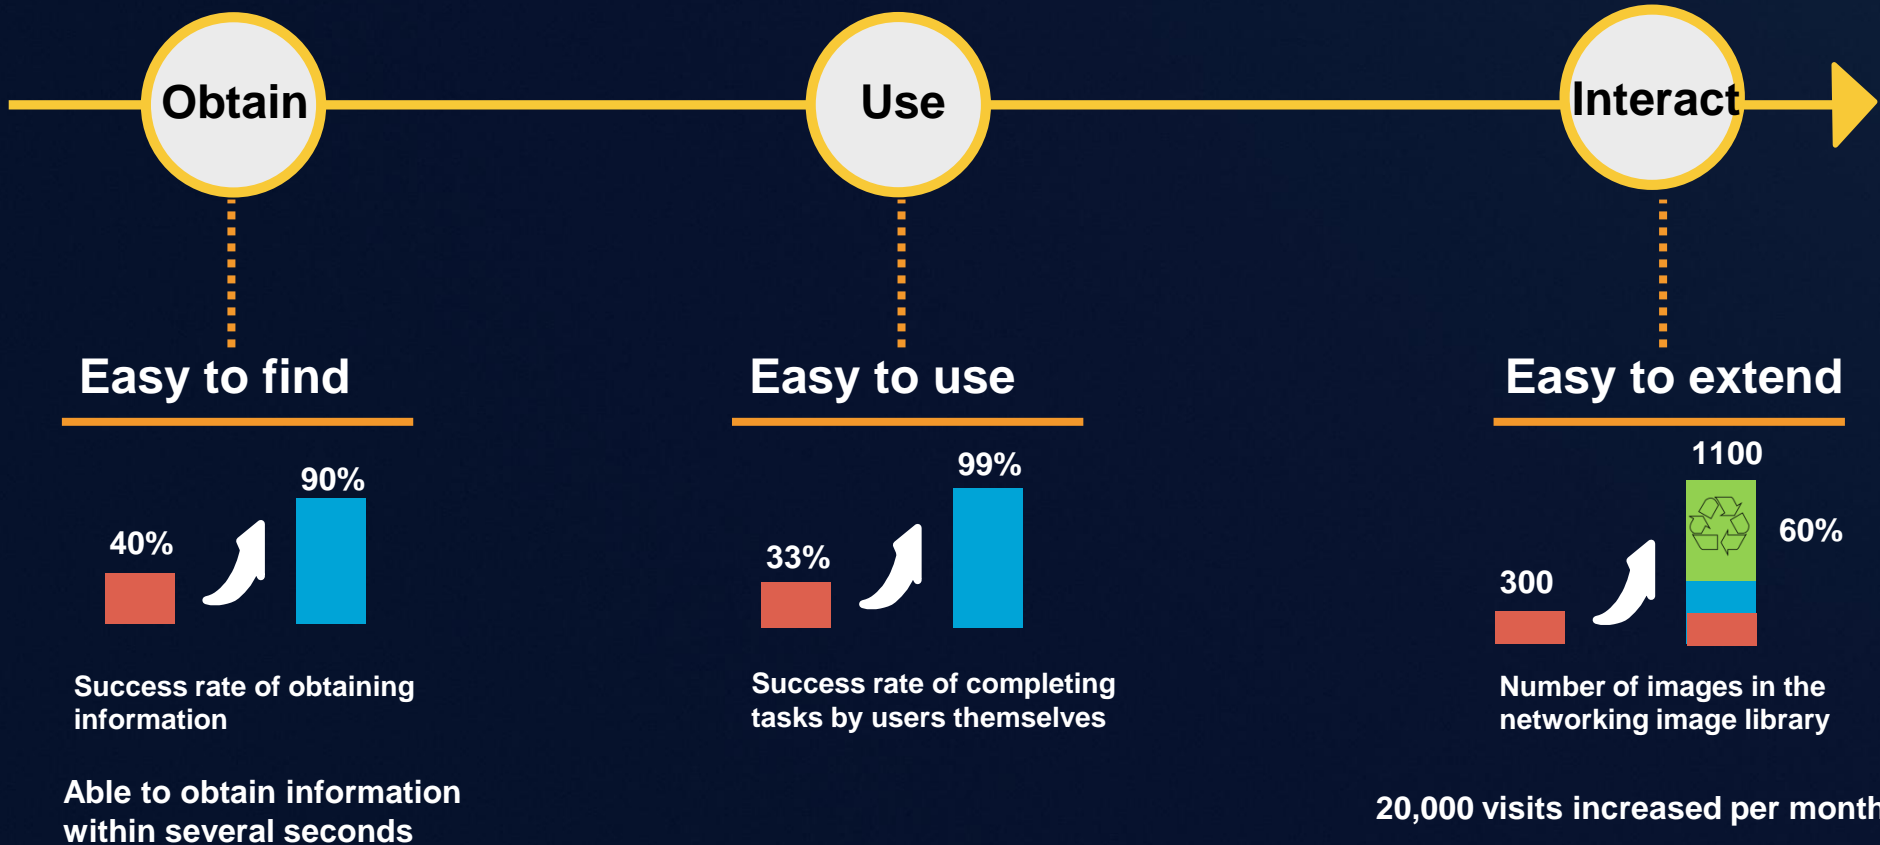 Obtain
Use
Interact
Easy to find
Easy to use
Easy to extend
40%
90%
33%
99%
300
1100
60%
Success rate of obtaining
information
Success rate of completing
tasks by users themselves
Number of images in the
networking image library
Able to obtain information
within several seconds
20,000 visits increased per month